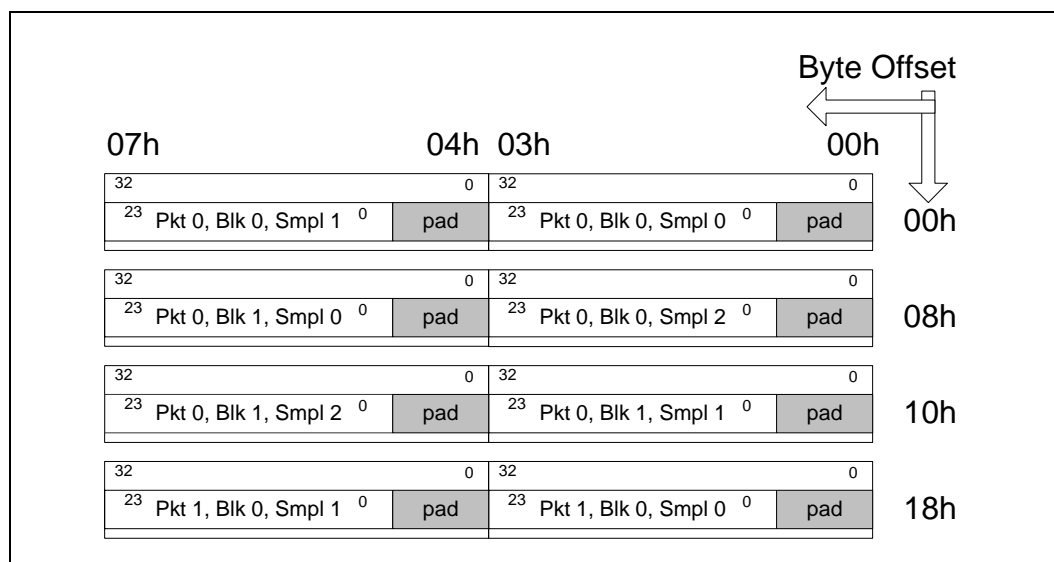 Byte Offset
07h 04h 03h 00h
32 0 32 0
23 Pkt 0, Blk 0, Smpl 1 0 pad 23 Pkt 0, Blk 0, Smpl 0 0 pad 00h
32 0 32 0
23 Pkt 0, Blk 1, Smpl 0 0 pad 23 Pkt 0, Blk 0, Smpl 2 0 pad 08h
32 0 32 0
23 Pkt 0, Blk 1, Smpl 2 0 pad 23 Pkt 0, Blk 1, Smpl 1 0 pad 10h
32 0 32 0
23 Pkt 1, Blk 0, Smpl 1 0 pad 23 Pkt 1, Blk 0, Smpl 0 0 pad 18h